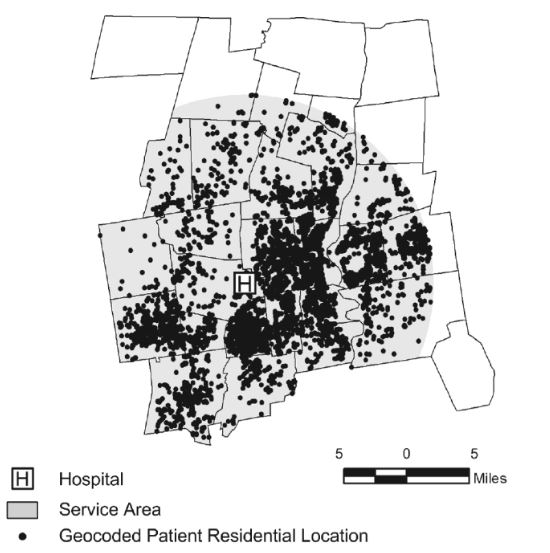 H
5 0 5
Miles
H Hospital
Service Area
Geocoded Patient Residential Location